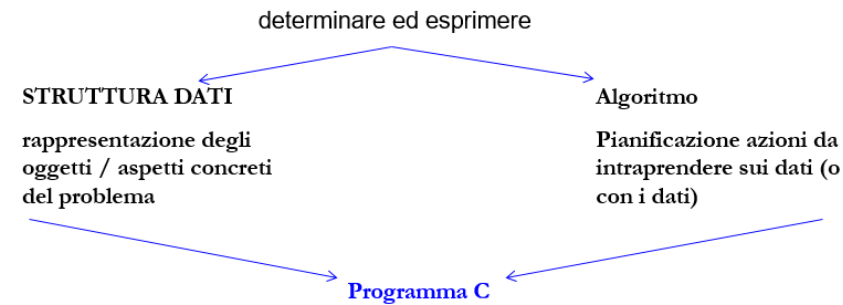 determinare ed esprimere
STRUTTURA DATI
rappresentazione degli
oggetti / aspetti concreti
del problema
Algoritmo
Pianificazione azioni da
intraprendere sui dati (o
con i dati)
Programma C